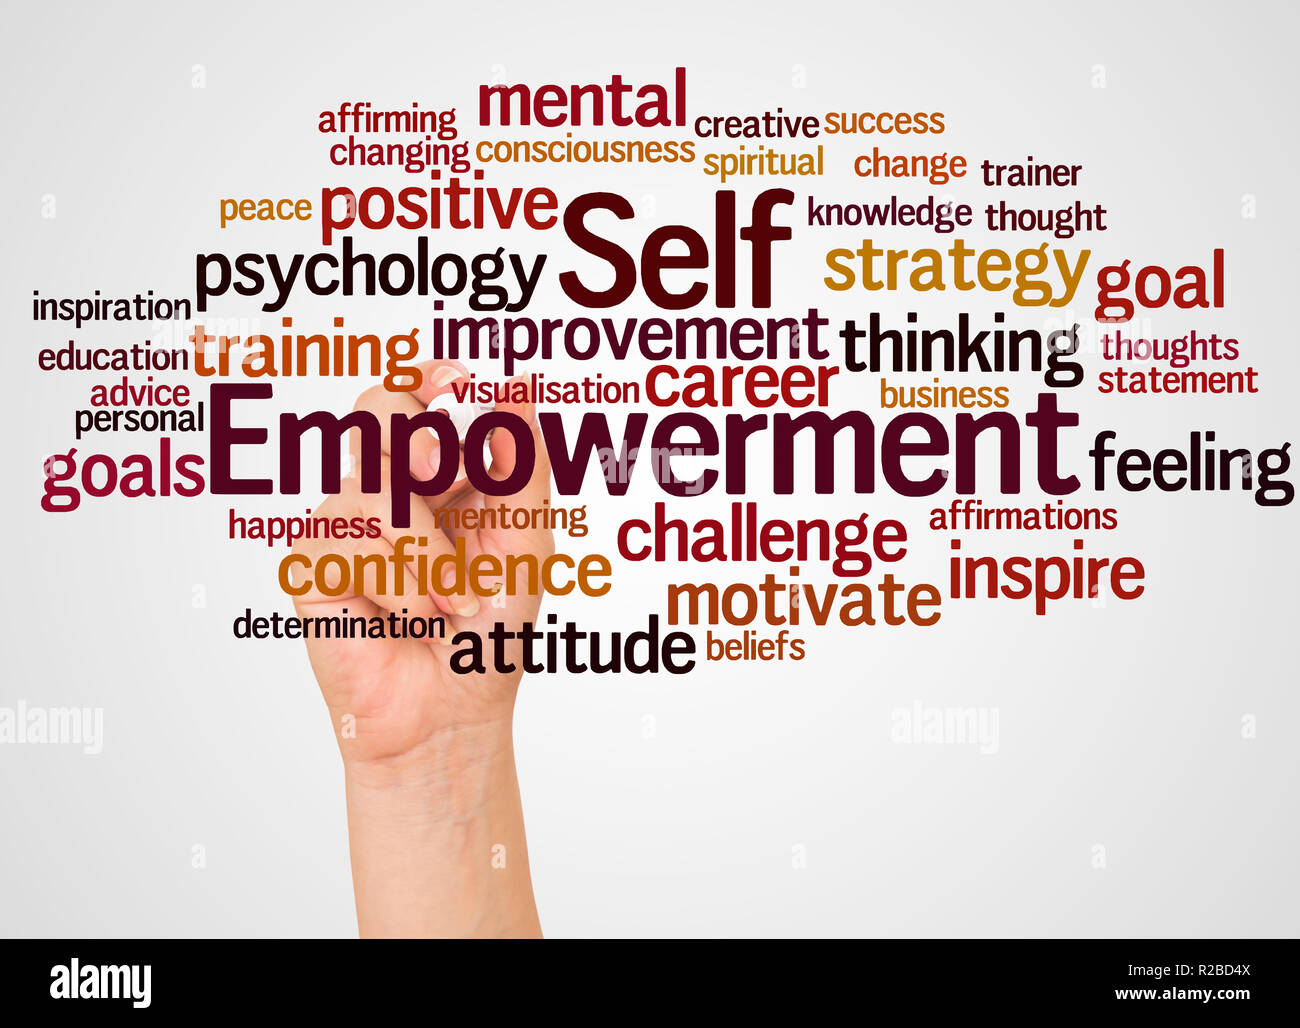 mental
affirming
creative success
changing consciousness
spiritual change trainer
peace positive Self knowledge thought
psychology strategy goal
inspiration
training improvement thinking thoughts
education
advice visualisation career business statement
personal
goals Empowerment feeling
happiness mentoring challenge affirmations
confidence motivate inspire
determination attitude beliefs
a a a a
a a
alamy alamy
a a a a
alamy a alamy a
a a a a
alamy
Image ID: R2BD4X
www.alamy.com